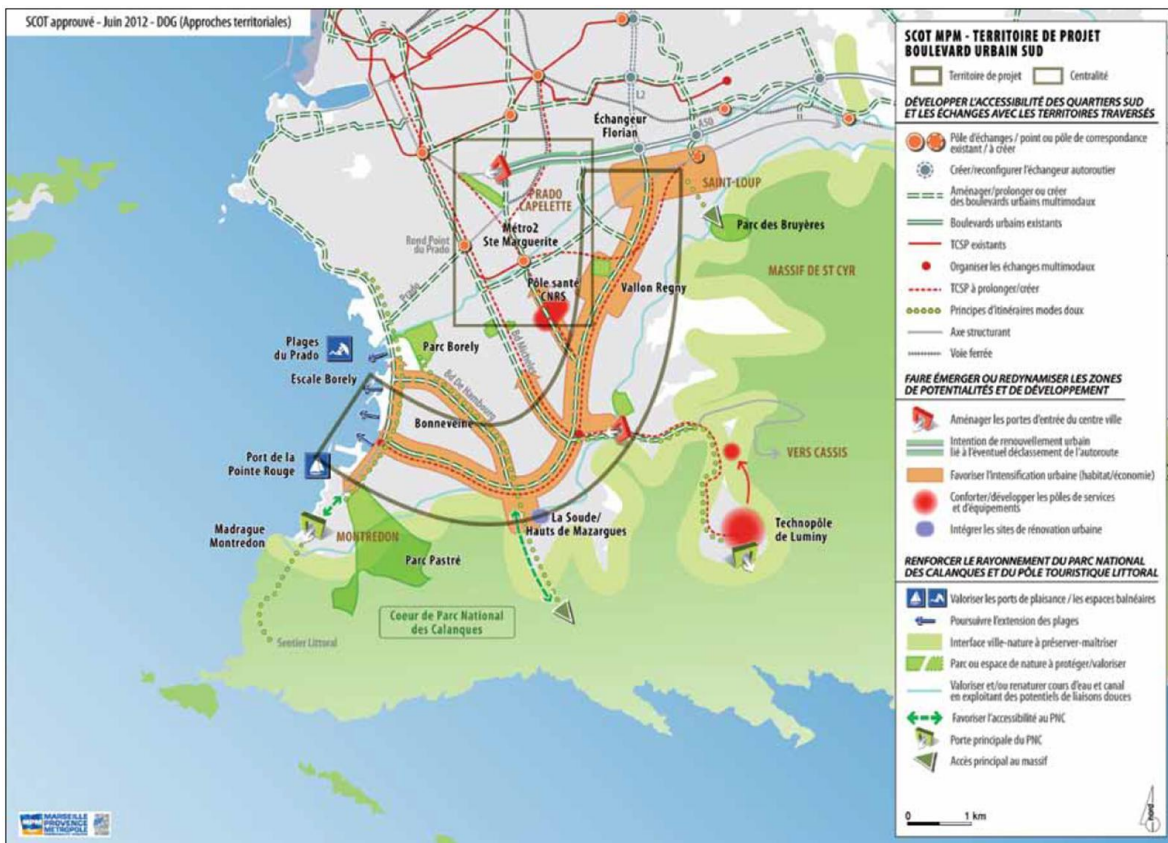 SCOT approuvé - Juin 2012 - DOG (Approches territoriales)
L2
A50
Échangeur
Florian
PRADO
CAPELETTE
SAINT-LOUP
Parc des Bruyères
Rond Point
du Prado
Métro2
Ste Marguerite
MASSIF DE ST CYR
Pôle santé
CNRS
Vallon Regny
Prado
Plages
du Prado
Parc Borely
Bd Michelet
Escale Borely
Bd De Hambourg
Bonneveine
VERS CASSIS
Port de la
Pointe Rouge
La Soude/
Hauts de Mazargues
Technopôle
de Luminy
Madrague
Montredon
MONTREDON
Parc Pastré
Coeur de Parc National
des Calanques
Sentier Littoral
MARSEILLE
PROVENCE
METROPOLE
SCOT MPM - TERRITOIRE DE PROJET
BOULEVARD URBAIN SUD
Territoire de projet
Centralité
DÉVELOPPER L'ACCESSIBILITÉ DES QUARTIERS SUD
ET LES ÉCHANGES AVEC LES TERRITOIRES TRAVERSÉS
Pôle d'échanges / point ou pôle de correspondance
existant / à créer
Créer/reconfigurer l'échangeur autoroutier
Aménager/prolonger ou créer
des boulevards urbains multimodaux
Boulevards urbains existants
TCSP existants
Organiser les échanges multimodaux
TCSP à prolonger/créer
Principes d'itinéraires modes doux
Axe structurant
Voie ferrée
FAIRE ÉMERGER OU REDYNAMISER LES ZONES
DE POTENTIALITÉS ET DE DÉVELOPPEMENT
Aménager les portes d'entrée du centre ville
Intention de renouvellement urbain
lié à l'éventuel déclassement de l'autoroute
Favoriser l'intensification urbaine (habitat/économie)
Conforter/développer les pôles de services
et d'équipements
Intégrer les sites de rénovation urbaine
RENFORCER LE RAYONNEMENT DU PARC NATIONAL
DES CALANQUES ET DU PÔLE TOURISTIQUE LITTORAL
Valoriser les ports de plaisance / les espaces balnéaires
Poursuivre l'extension des plages
Interface ville-nature à préserver-maîtriser
Parc ou espace de nature à protéger/valoriser
Valoriser et/ou renaturer cours d'eau et canal
en exploitant des potentiels de liaisons douces
Favoriser l'accessibilité au PNC
Porte principale du PNC
Accès principal au massif
0 1 km
nord